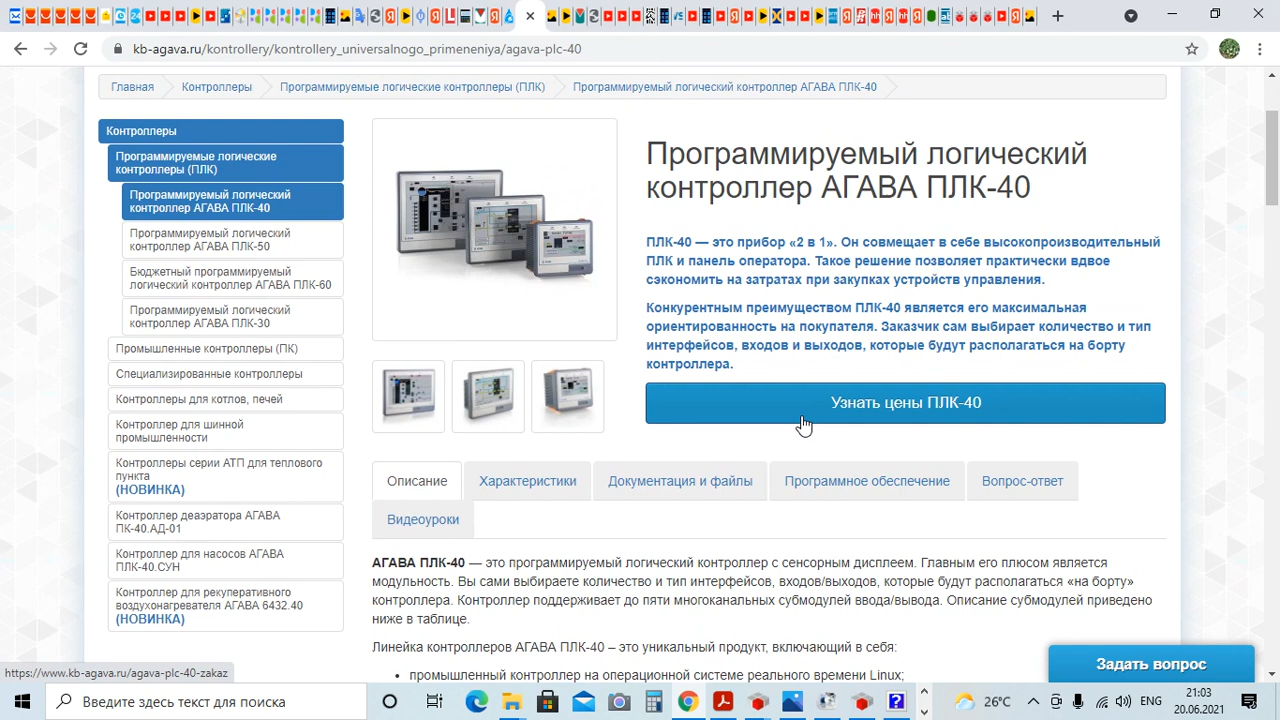 kb-agava.ru/kontrollery/kontrollery_universalnogo_primeneniya/agava-plc-40
Главная
Контроллеры
Программируемые логические контроллеры (ПЛК)
Программируемый логический контроллер АГАВА ПЛК-40
Контроллеры
Программируемые логические
контроллеры (ПЛК)
Программируемый логический
контроллер АГАВА ПЛК-40
Программируемый логический
контроллер АГАВА ПЛК-50
Бюджетный программируемый
логический контроллер АГАВА ПЛК-60
Программируемый логический
контроллер АГАВА ПЛК-30
Промышленные контроллеры (ПК)
Специализированные контроллеры
Контроллеры для котлов, печей
Контроллер для шинной
промышленности
Контроллеры серии АТП для теплового
пункта
(НОВИНКА)
Контроллер деаэратора АГАВА
ПК-40.АД-01
Контроллер для насосов АГАВА
ПЛК-40.СУН
Контроллер для рекуперативного
воздухонагревателя АГАВА 6432.40
(НОВИНКА)
Программируемый логический
контроллер АГАВА ПЛК-40
ПЛК-40 — это прибор «2 в 1». Он совмещает в себе высокопроизводительный
ПЛК и панель оператора. Такое решение позволяет практически вдвое
сэкономить на затратах при закупках устройств управления.
Конкурентным преимуществом ПЛК-40 является его максимальная
ориентированность на покупателя. Заказчик сам выбирает количество и тип
интерфейсов, входов и выходов, которые будут располагаться на борту
контроллера.
Узнать цены ПЛК-40
Описание
Характеристики
Документация и файлы
Программное обеспечение
Вопрос-ответ
Видеоуроки
АГАВА ПЛК-40 — это программируемый логический контроллер с сенсорным дисплеем. Главным его плюсом является
модульность. Вы сами выбираете количество и тип интерфейсов, входов/выходов, которые будут располагаться «на борту»
контроллера. Контроллер поддерживает до пяти многоканальных субмодулей ввода/вывода. Описание субмодулей приведено
ниже в таблице.
Линейка контроллеров АГАВА ПЛК-40 – это уникальный продукт, включающий в себя:
промышленный контроллер на операционной системе реального времени Linux;
Задать вопрос
https://www.kb-agava.ru/agava-plc-40-zakaz
Введите здесь текст для поиска
26°C
ENG
21:03
20.06.2021